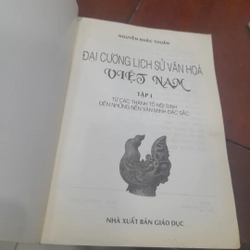 NGUYỄN KHẮC THUẦN
ĐẠI CƯƠNG LỊCH SỬ VĂN HOÁ
VIỆT NAM
TẬP I
TỪ CÁC THÀNH TỐ NỘI SINH
ĐẾN NHỮNG NỀN VĂN MINH ĐẶC SẮC
NHÀ XUẤT BẢN GIÁO DỤC